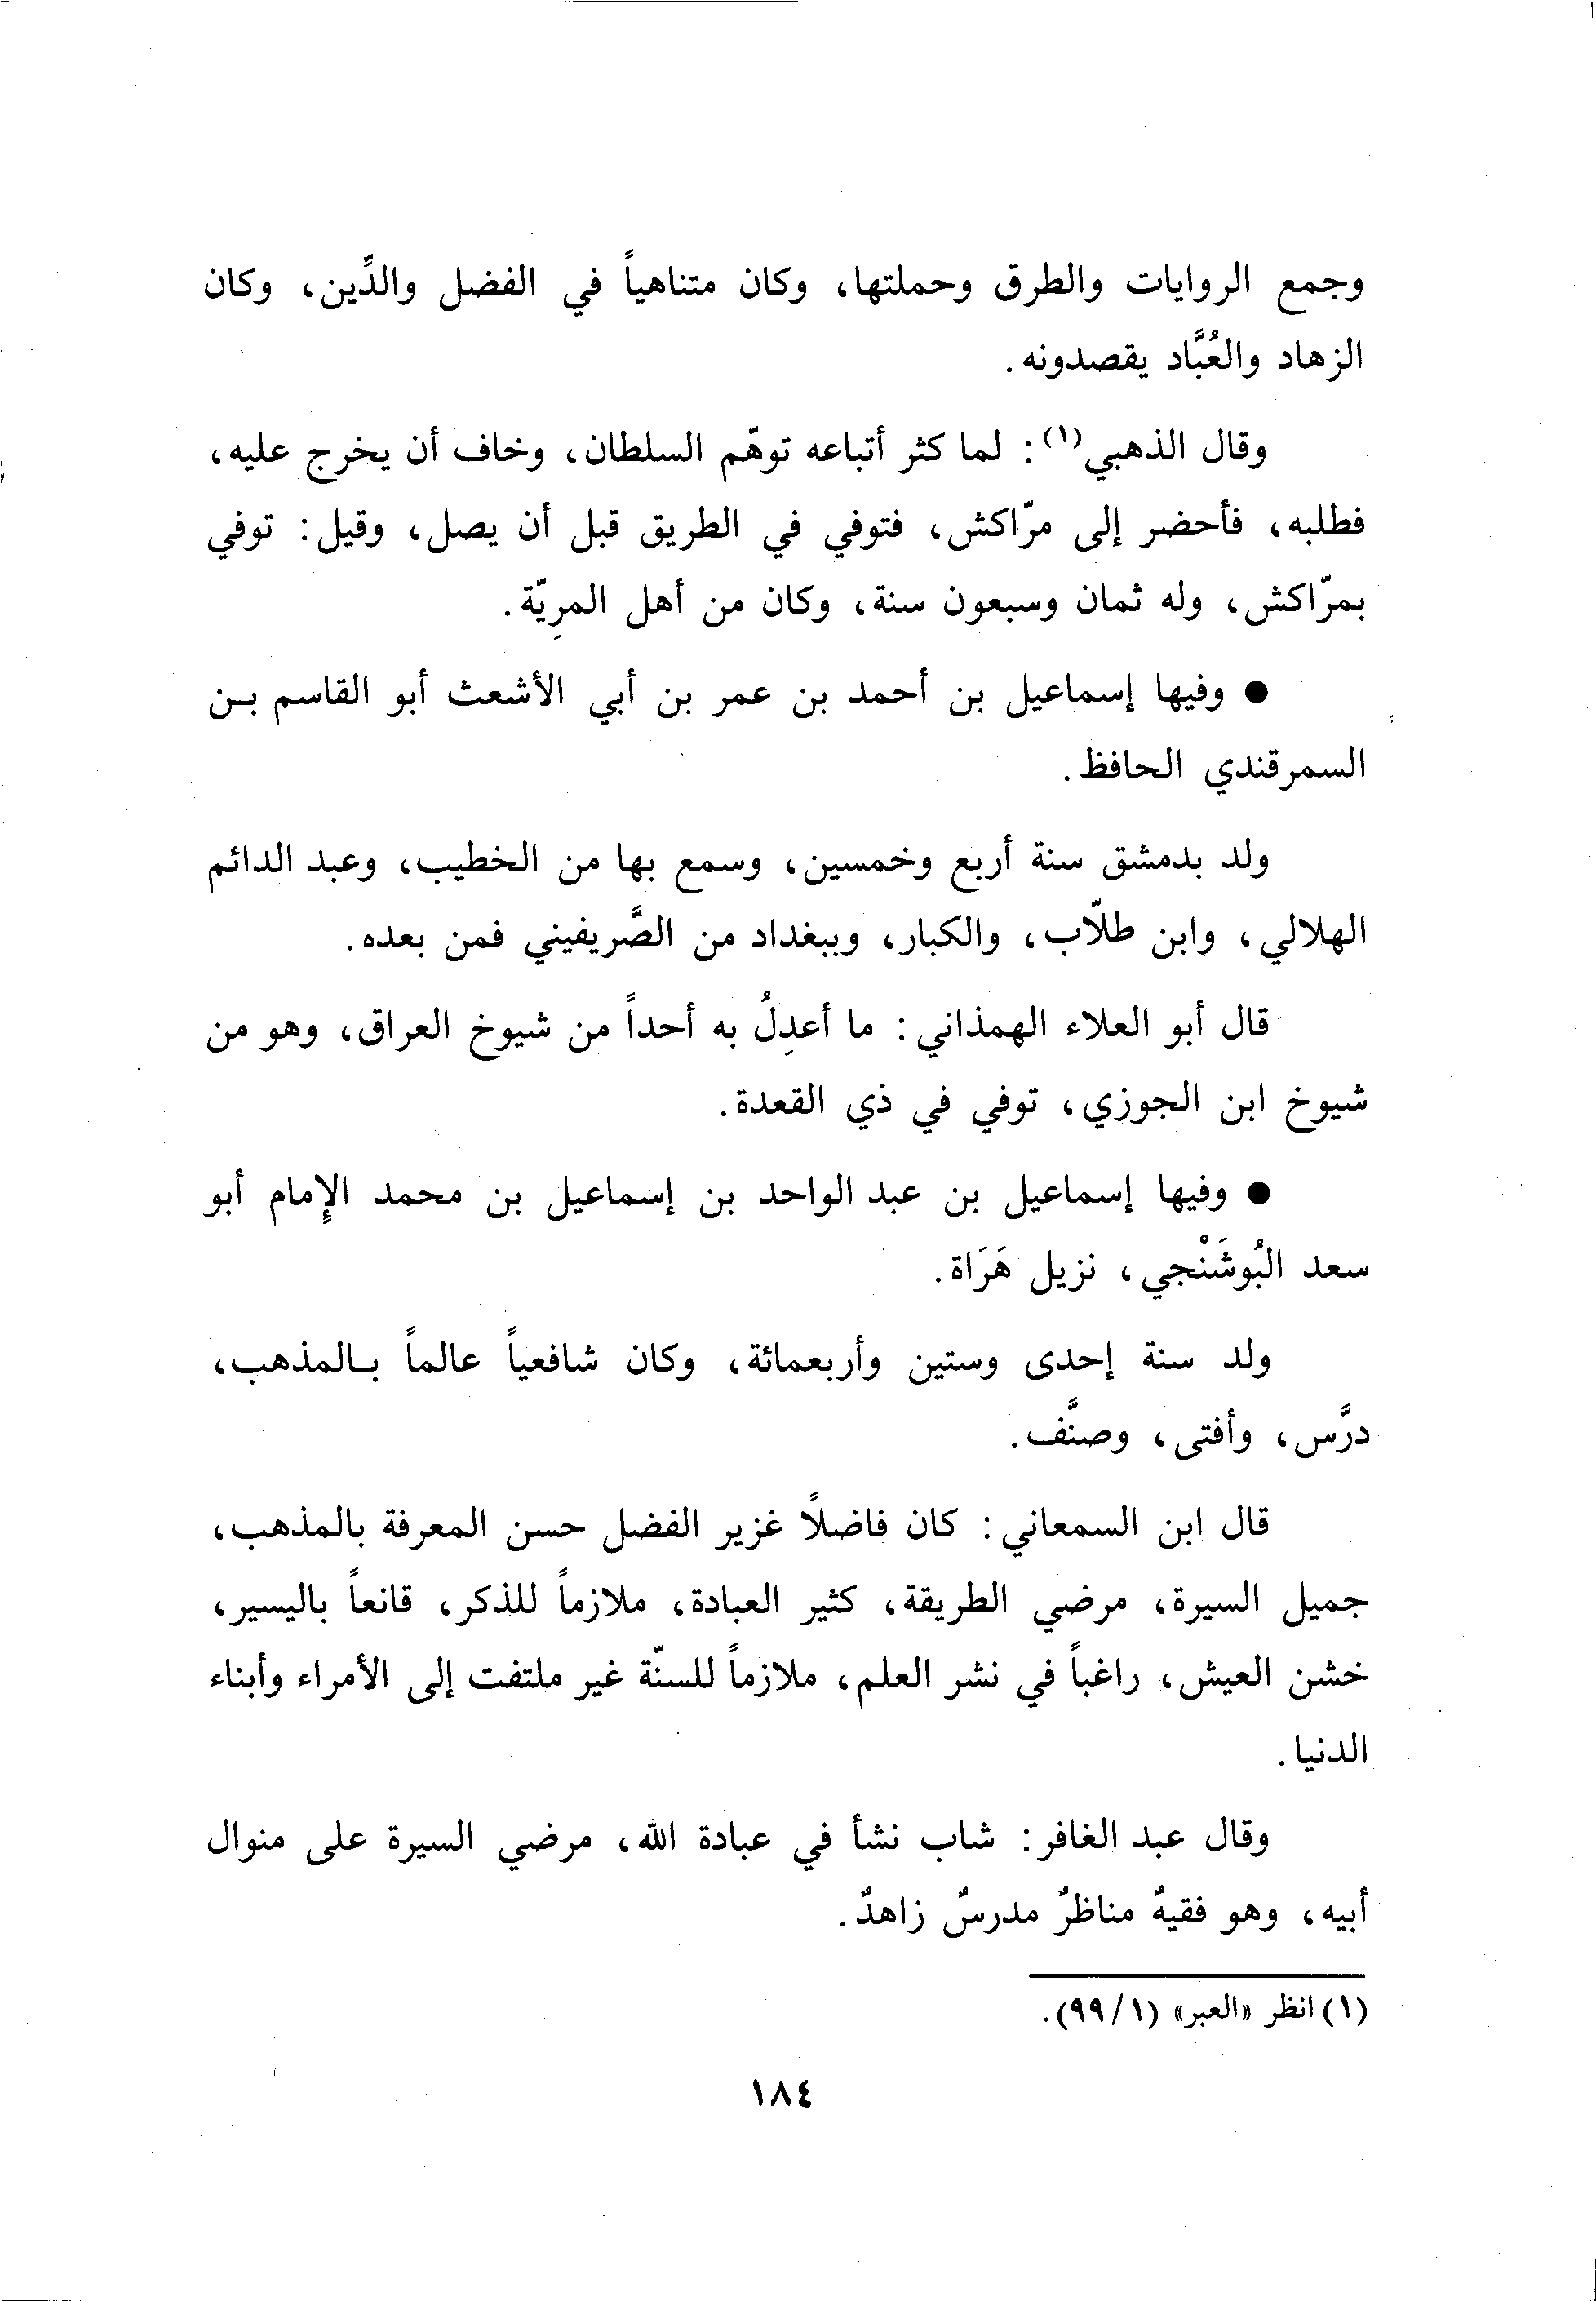 وجمع الروايات والطرق وحملتها، وكان متناهياً في الفضل والدِّين، وكان
الزهاد والعُبَّاد يقصدونه.
وقال الذهبي(١): لما كثر أتباعه توهّم السلطان، وخاف أن يخرج عليه،
فطلبه، فأحضر إلى مرّاكش، فتوفي في الطريق قبل أن يصل، وقيل: توفي
بمرّاكش، وله ثمان وسبعون سنة، وكان من أهل المرِيّة.
● وفيها إسماعيل بن أحمد بن عمر بن أبي الأشعث أبو القاسم بـن
السمرقندي الحافظ.
ولد بدمشق سنة أربع وخمسين، وسمع بها من الخطيب، وعبد الدائم
الهلالي، وابن طلّاب، والكبار، وببغداد من الصَّريفيني فمن بعده.
قال أبو العلاء الهمذاني: ما أعدِلُ به أحداً من شيوخ العراق، وهو من
شيوخ ابن الجوزي، توفي في ذي القعدة.
● وفيها إسماعيل بن عبد الواحد بن إسماعيل بن محمد الإمام أبو
سعد البُوشَنْجي، نزيل هَرَاة.
ولد سنة إحدى وستين وأربعمائة، وكان شافعياً عالماً بـالمذهب،
درَّس، وأفتى، وصنَّف.
قال ابن السمعاني: كان فاضلاً غزير الفضل حسن المعرفة بالمذهب،
جميل السيرة، مرضي الطريقة، كثير العبادة، ملازماً للذكر، قانعاً باليسير،
خشن العيش، راغباً في نشر العلم، ملازماً للسنّة غير ملتفت إلى الأمراء وأبناء
الدنيا.
وقال عبد الغافر: شاب نشأ في عبادة الله، مرضي السيرة على منوال
أبيه، وهو فقيهٌ مناظرٌ مدرسٌ زاهدٌ.
(١) انظر «العبر» (١/ ٩٩).
١٨٤